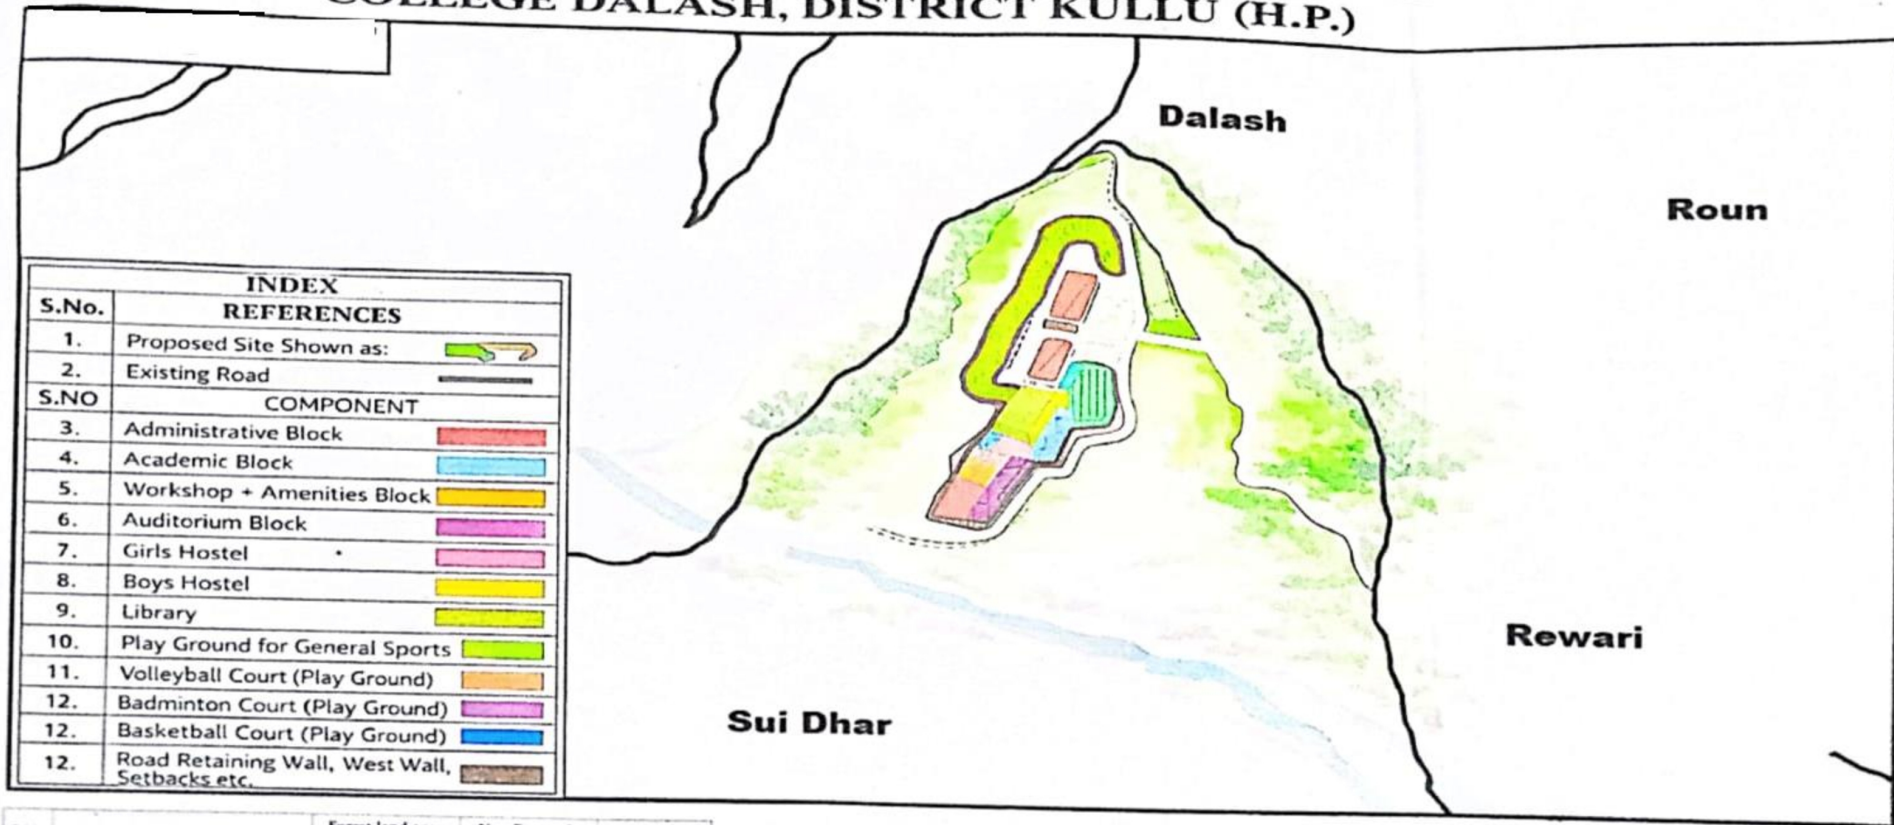 COLLEGE DALASH, DISTRICT KULLU (H.P.)
Dalash
Roun
INDEX
S.No. REFERENCES
1. Proposed Site Shown as:
2. Existing Road
S.NO COMPONENT
3. Administrative Block
4. Academic Block
5. Workshop + Amenities Block
6. Auditorium Block
7. Girls Hostel
8. Boys Hostel
9. Library
10. Play Ground for General Sports
11. Volleyball Court (Play Ground)
12. Badminton Court (Play Ground)
12. Basketball Court (Play Ground)
12. Road Retaining Wall, West Wall,
Setbacks etc.
Rewari
Sui Dhar